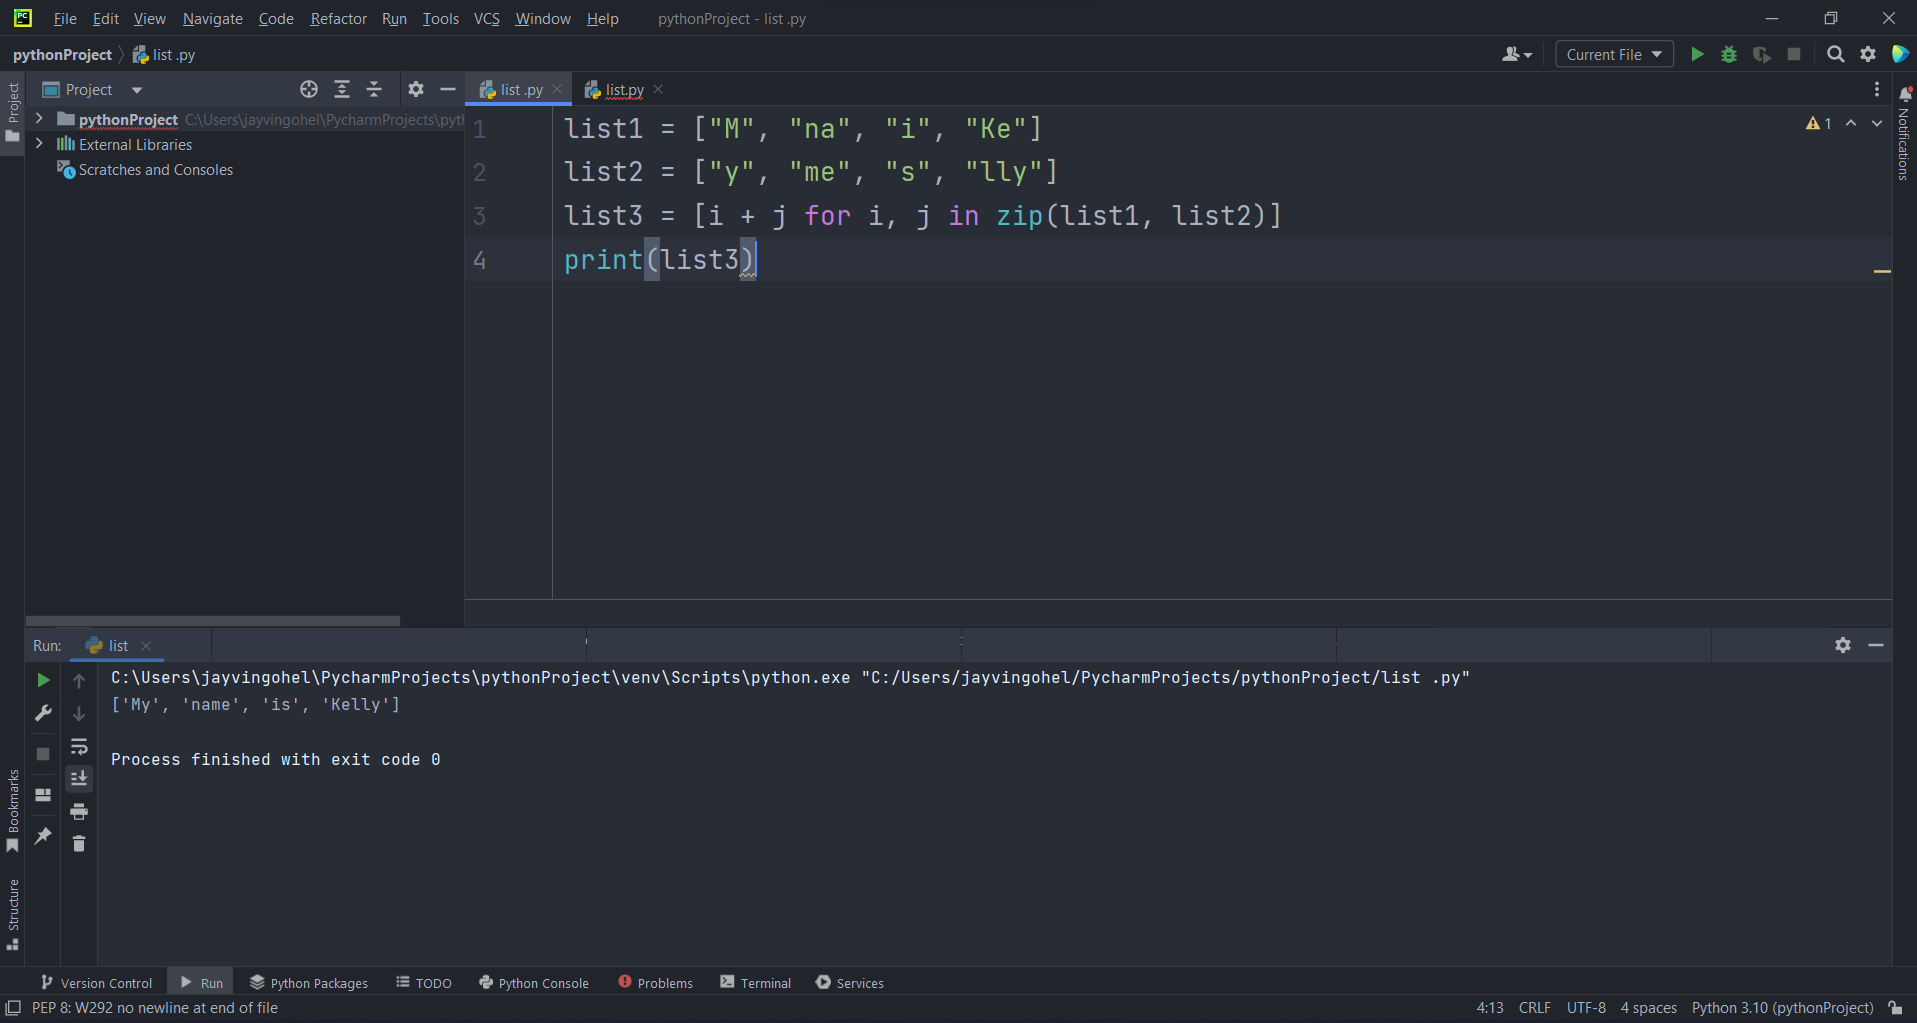 PC File Edit View Navigate Code Refactor Run Tools VCS Window Help pythonProject - list .py
pythonProject list .py Current File
Project
Project
list .py list.py
pythonProject C:\Users\jayvingohel\PycharmProjects\pyth
External Libraries
Scratches and Consoles
1 list1 = ["M", "na", "i", "Ke"]
2 list2 = ["y", "me", "s", "lly"]
3 list3 = [i + j for i, j in zip(list1, list2)]
4 print(list3)
1
Notifications
Run: list
C:\Users\jayvingohel\PycharmProjects\pythonProject\venv\Scripts\python.exe "C:/Users/jayvingohel/PycharmProjects/pythonProject/list .py"
['My', 'name', 'is', 'Kelly']
Process finished with exit code 0
Bookmarks
Structure
Version Control Run Python Packages TODO Python Console Problems Terminal Services
PEP 8: W292 no newline at end of file 4:13 CRLF UTF-8 4 spaces Python 3.10 (pythonProject)